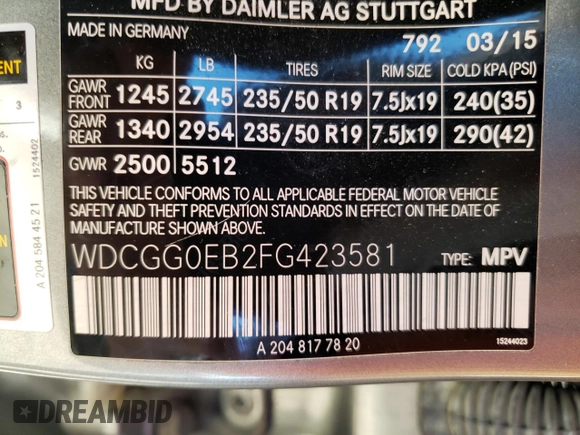 MFD BY DAIMLER AG STUTTGART
MADE IN GERMANY
792 03/15
KG LB TIRES RIM SIZE COLD KPA (PSI)
GAWR FRONT 1245 2745 235/50 R19 7.5Jx19 240(35)
GAWR REAR 1340 2954 235/50 R19 7.5Jx19 290(42)
GVWR 2500 5512
THIS VEHICLE CONFORMS TO ALL APPLICABLE FEDERAL MOTOR VEHICLE
SAFETY AND THEFT PREVENTION STANDARDS IN EFFECT ON THE DATE
OF MANUFACTURE SHOWN ABOVE.
WDCGG0EB2FG423581 TYPE: MPV
A 204 817 78 20
15244023
3
1524402
A 204 584 45 21
DREAMBID